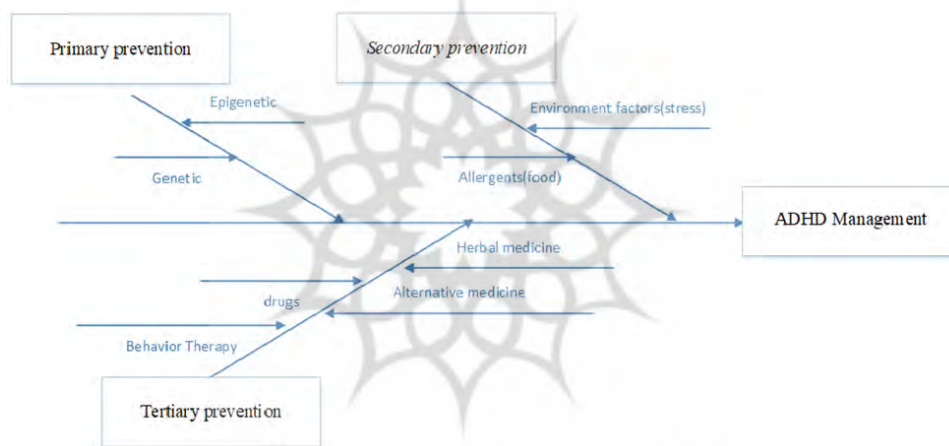 Primary prevention
Secondary prevention
Epigenetic
Environment factors(stress)
Genetic
Allergents(food)
ADHD Management
Herbal medicine
drugs
Alternative medicine
Behavior Therapy
Tertiary prevention